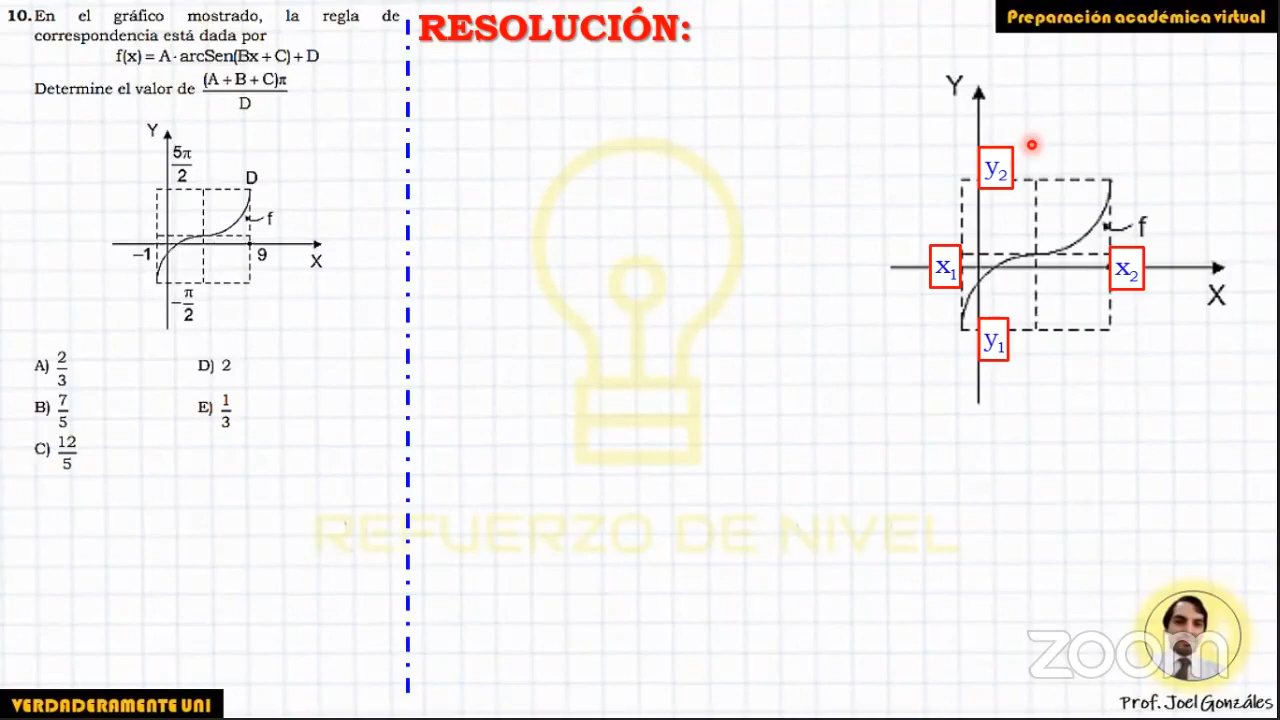 10. En el gráfico mostrado, la regla de
correspondencia está dada por
f(x) = A · arcSen(Bx + C) + D
Determine el valor de (A + B + C)π / D
Y
5π/2
D
f
−1
9
X
−π/2
A) 2/3
D) 2
B) 7/5
E) 1/3
C) 12/5
RESOLUCIÓN:
Preparación académica virtual
Y
y₂
f
x₁
x₂
X
y₁
REFUERZO DE NIVEL
zoom
Prof. Joel Gonzáles
VERDADERAMENTE UNI